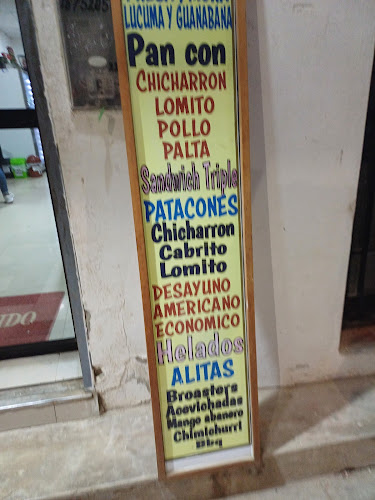 LUCUMA Y GUANABANA
Pan con
CHICHARRON
LOMITO
POLLO
PALTA
Sandwich Triple
PATACONES
Chicharron
Cabrito
Lomito
DESAYUNO
AMERICANO
ECONOMICO
Helados
ALITAS
Broasters
Acevichadas
Mango abanero
Chimichurri
Bbq